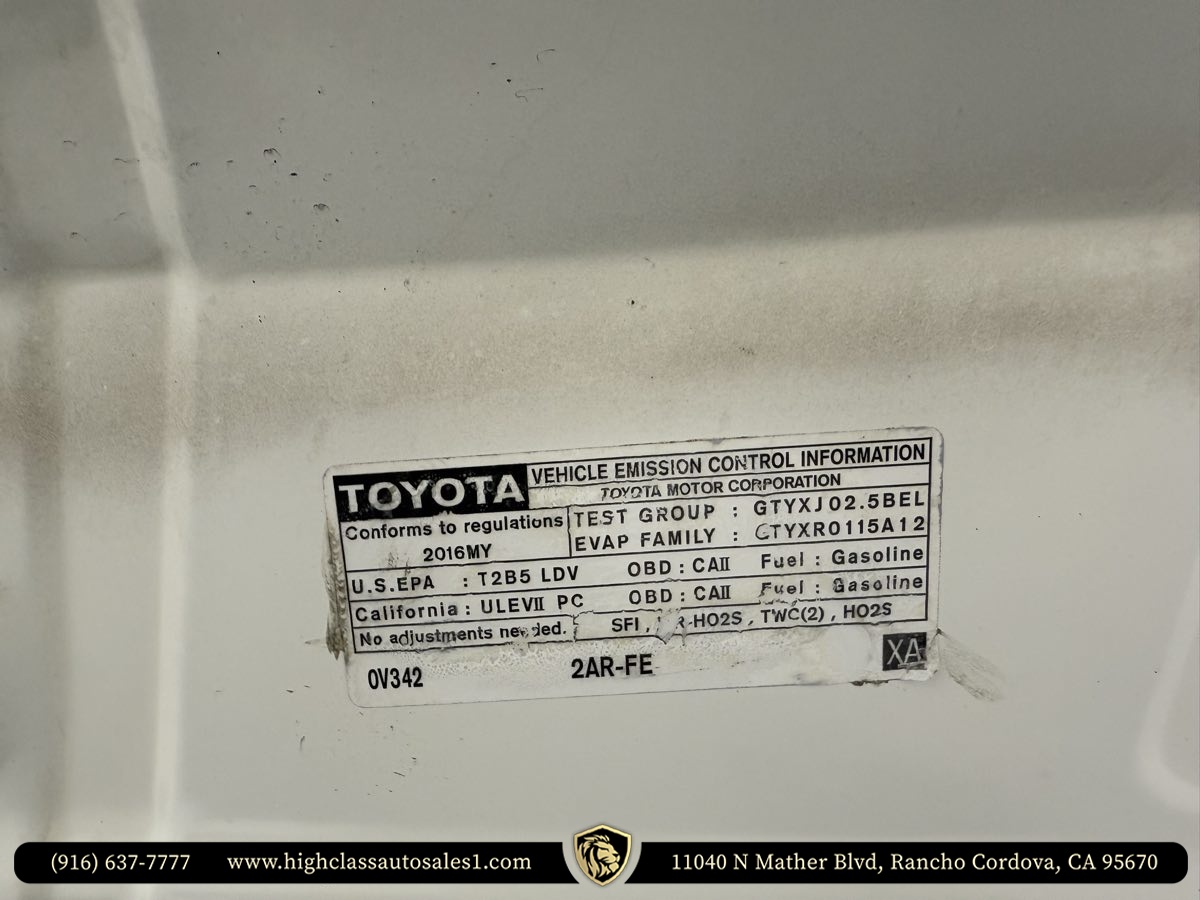 TOYOTA
VEHICLE EMISSION CONTROL INFORMATION
TOYOTA MOTOR CORPORATION
Conforms to regulations
2016MY
TEST GROUP : GTYXJ02.5BEL
EVAP FAMILY : GTYXR0115A12
U.S.EPA : T2B5 LDV OBD : CAII Fuel : Gasoline
California : ULEVII PC OBD : CAII Fuel : Gasoline
No adjustments needed. SFI, R-HO2S, TWC(2), HO2S
0V342 2AR-FE XA
(916) 637-7777 www.highclassautosales1.com 11040 N Mather Blvd, Rancho Cordova, CA 95670